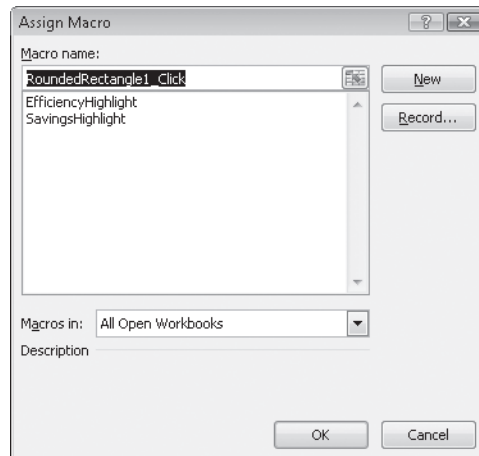 Assign Macro
Macro name:
RoundedRectangle1_Click
New
EfficiencyHighlight
SavingsHighlight
Record...
Macros in: All Open Workbooks
Description
OK Cancel